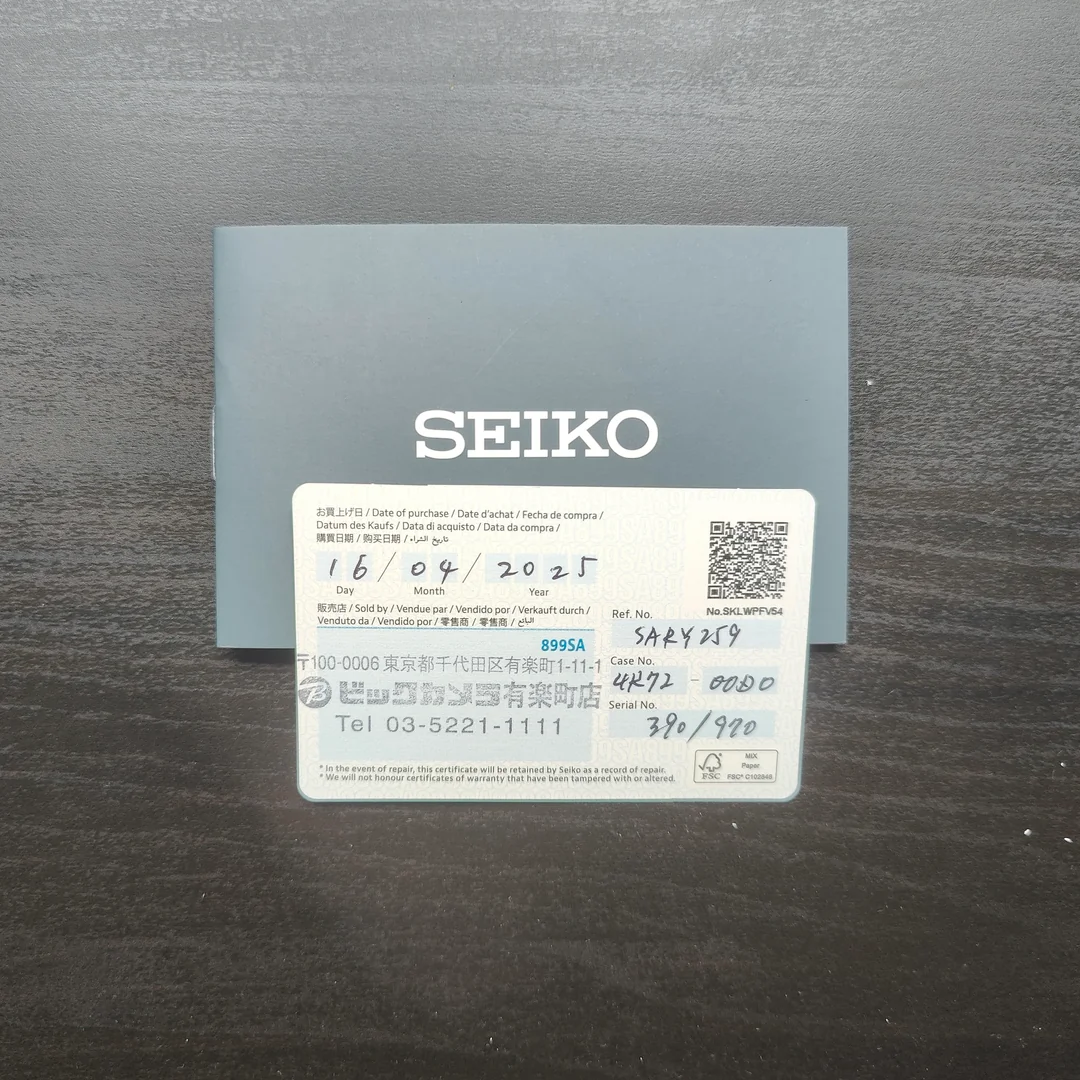 SEIKO
お買上げ日 / Date of purchase / Date d'achat / Fecha de compra /
Datum des Kaufs / Data di acquisto / Data da compra /
購買日期 / 购买日期 / تاريخ الشراء
16 / 04 / 2025
Day Month Year
No.SKLWPFV54
販売店 / Sold by / Vendue par / Vendido por / Verkauft durch /
Venduto da / Vendido por / 零售商 / 零售商 / البائع
899SA
〒100-0006 東京都千代田区有楽町1-11-1
ビックカメラ有楽町店
Tel 03-5221-1111
Ref. No.
SARY259
Case No.
4R72 - 00D0
Serial No.
390/970
* In the event of repair, this certificate will be retained by Seiko as a record of repair.
* We will not honour certificates of warranty that have been tampered with or altered.
FSC
MIX
Paper
FSC® C102848